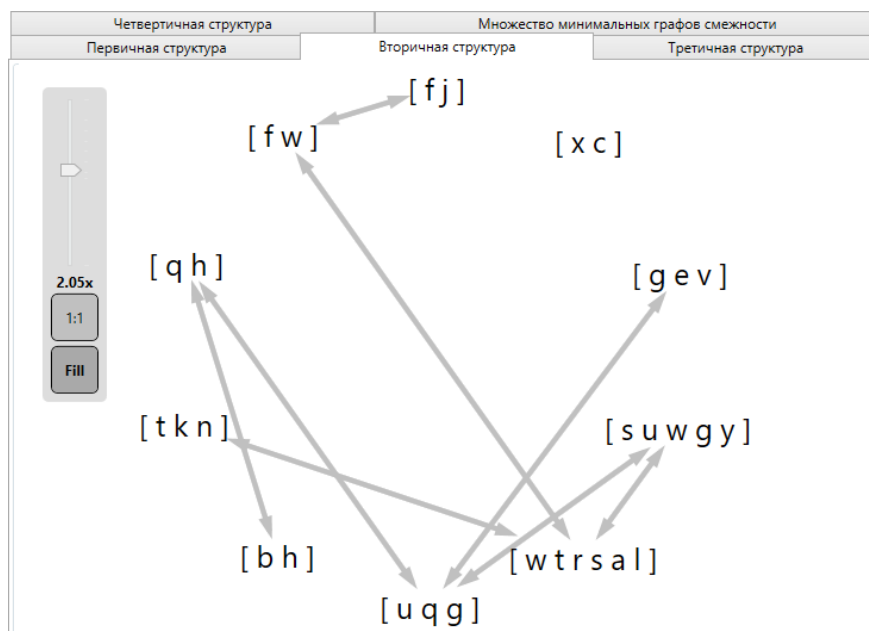 Четвертичная структура Множество минимальных графов смежности
Первичная структура Вторичная структура Третичная структура
[ f j ]
[ f w ]
[ x c ]
[ q h ]
[ g e v ]
2.05x
1:1
Fill
[ t k n ]
[ s u w g y ]
[ b h ]
[ w t r s a l ]
[ u q g ]